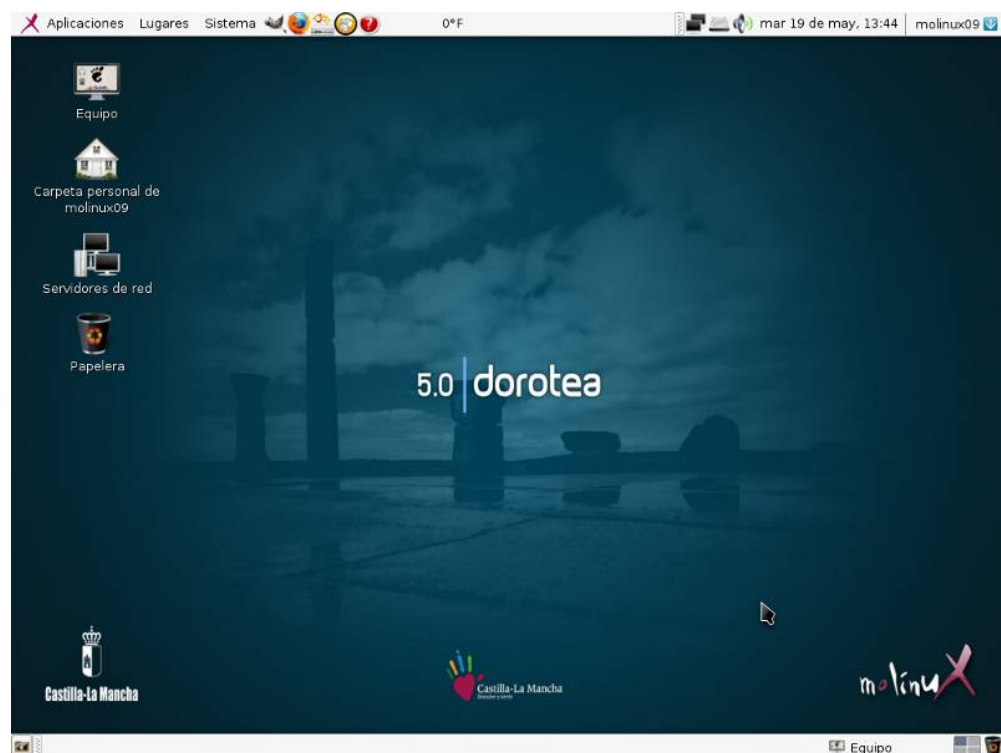 Aplicaciones Lugares Sistema 0°F mar 19 de may, 13:44 molinux09
Equipo
Carpeta personal de
molinux09
Servidores de red
Papelera
5.0 dorotea
Castilla-La Mancha
Castilla-La Mancha
molinux
Equipo